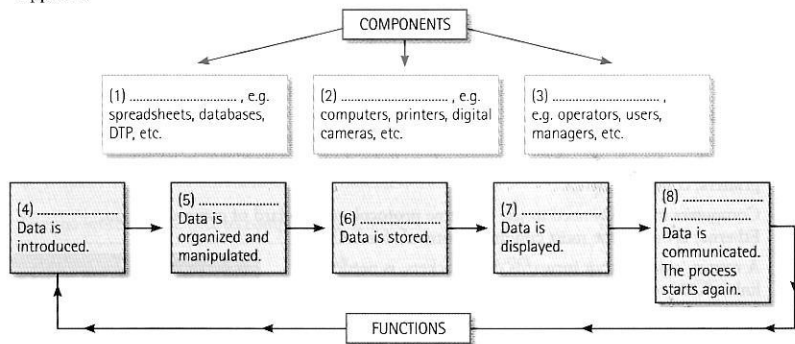 COMPONENTS
(1) ..............................., e.g.
spreadsheets, databases,
DTP, etc.
(2) ..............................., e.g.
computers, printers, digital
cameras, etc.
(3) ............................... ,
e.g. operators, users,
managers, etc.
(4) .......................
Data is
introduced.
(5) .......................
Data is
organized and
manipulated.
(6) .......................
Data is stored.
(7) .......................
Data is
displayed.
(8) .......................
/ .......................
Data is
communicated.
The process
starts again.
FUNCTIONS